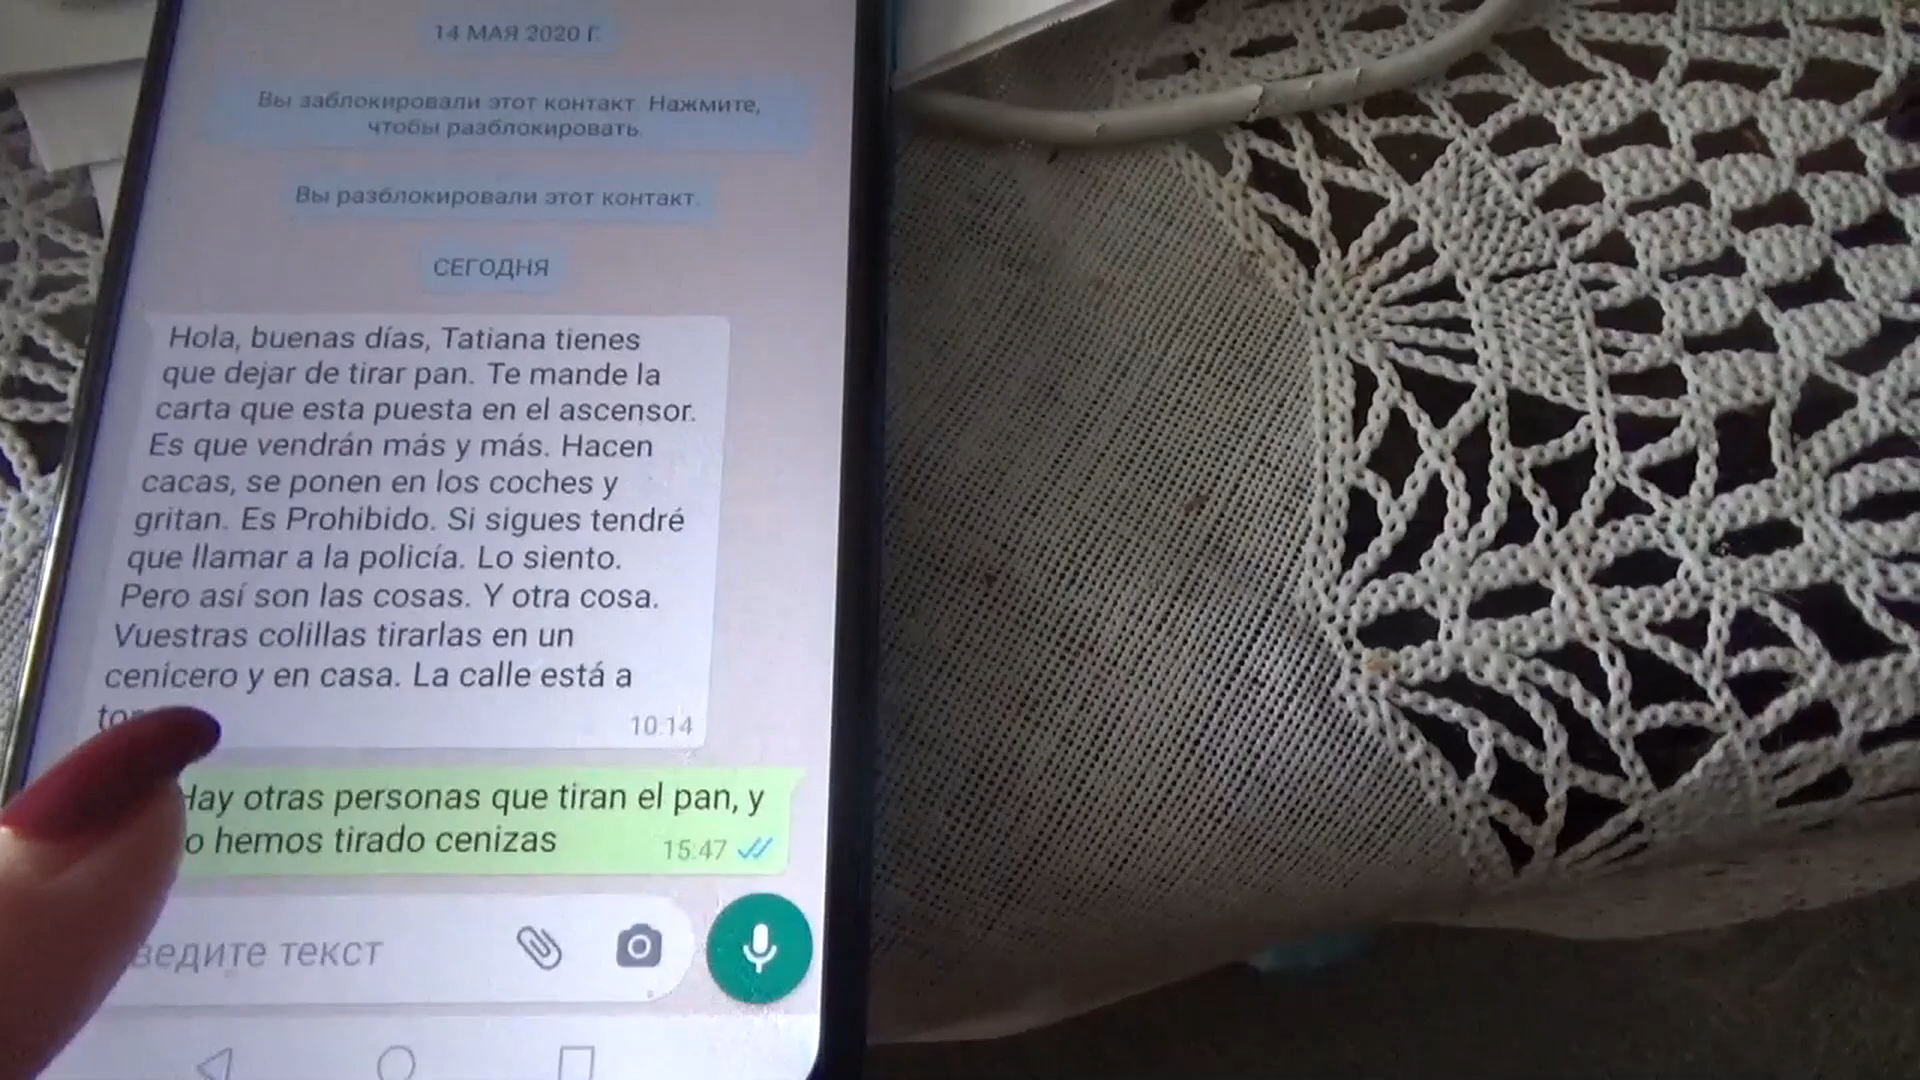 14 МАЯ 2020 Г.
Вы заблокировали этот контакт. Нажмите,
чтобы разблокировать.
Вы разблокировали этот контакт.
СЕГОДНЯ
Hola, buenas días, Tatiana tienes
que dejar de tirar pan. Te mande la
carta que esta puesta en el ascensor.
Es que vendrán más y más. Hacen
cacas, se ponen en los coches y
gritan. Es Prohibido. Si sigues tendré
que llamar a la policía. Lo siento.
Pero así son las cosas. Y otra cosa.
Vuestras colillas tirarlas en un
cenicero y en casa. La calle está a
10:14
Hay otras personas que tiran el pan, y
hemos tirado cenizas
15:47
текст